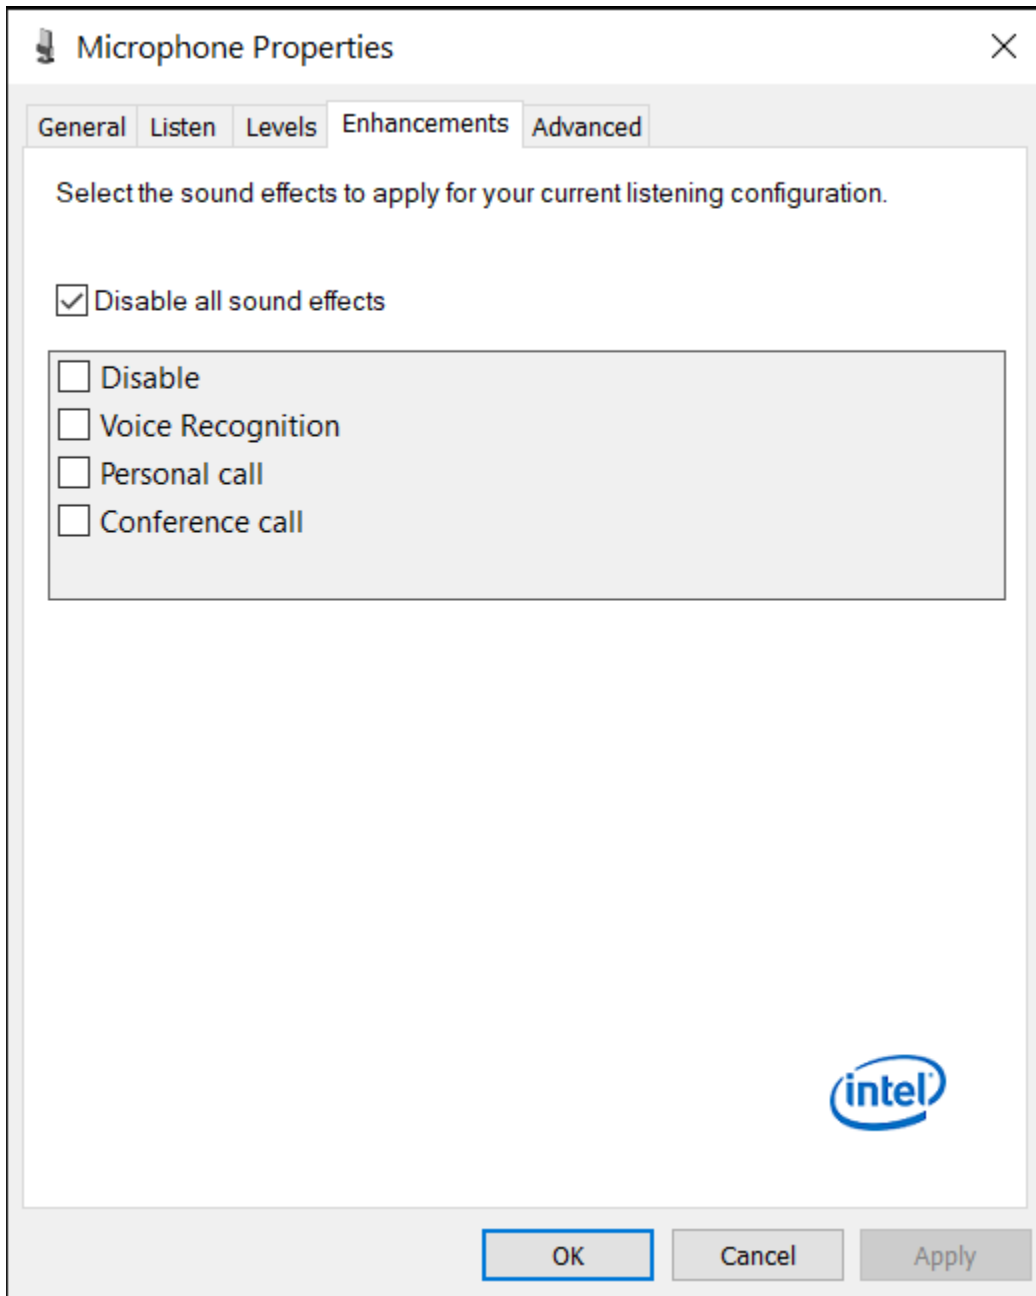 Microphone Properties
General Listen Levels Enhancements Advanced
Select the sound effects to apply for your current listening configuration.
Disable all sound effects
Disable
Voice Recognition
Personal call
Conference call
intel
OK Cancel Apply